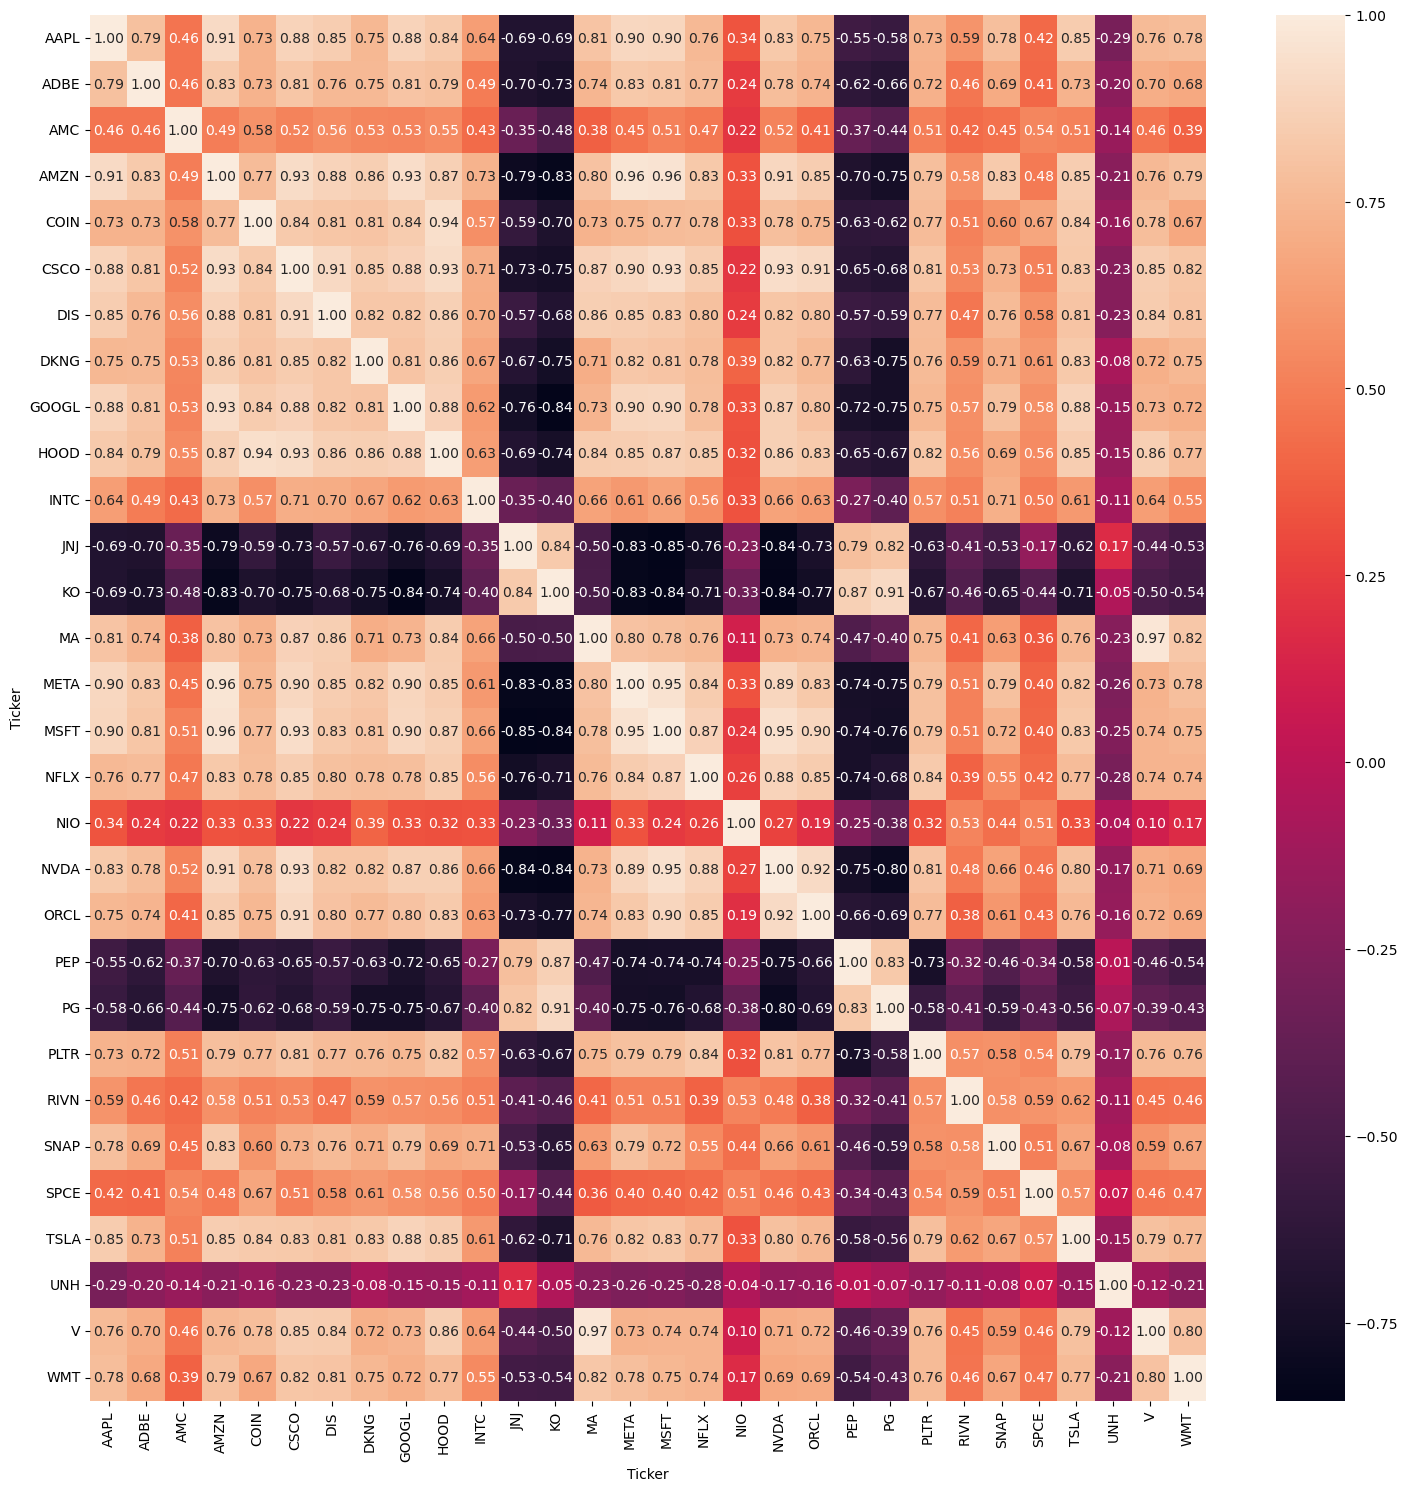 AAPL 1.00 0.79 0.46 0.91 0.73 0.88 0.85 0.75 0.88 0.84 0.64 -0.69 -0.69 0.81 0.90 0.90 0.76 0.34 0.83 0.75 -0.55 -0.58 0.73 0.59 0.78 0.42 0.85 -0.29 0.76 0.78
ADBE 0.79 1.00 0.46 0.83 0.73 0.81 0.76 0.75 0.81 0.79 0.49 -0.70 -0.73 0.74 0.83 0.81 0.77 0.24 0.78 0.74 -0.62 -0.66 0.72 0.46 0.69 0.41 0.73 -0.20 0.70 0.68
AMC 0.46 0.46 1.00 0.49 0.58 0.52 0.56 0.53 0.53 0.55 0.43 -0.35 -0.48 0.38 0.45 0.51 0.47 0.22 0.52 0.41 -0.37 -0.44 0.51 0.42 0.45 0.54 0.51 -0.14 0.46 0.39
AMZN 0.91 0.83 0.49 1.00 0.77 0.93 0.88 0.86 0.93 0.87 0.73 -0.79 -0.83 0.80 0.96 0.96 0.83 0.33 0.91 0.85 -0.70 -0.75 0.79 0.58 0.83 0.48 0.85 -0.21 0.76 0.79
COIN 0.73 0.73 0.58 0.77 1.00 0.84 0.81 0.81 0.84 0.94 0.57 -0.59 -0.70 0.73 0.75 0.77 0.78 0.33 0.78 0.75 -0.63 -0.62 0.77 0.51 0.60 0.67 0.84 -0.16 0.78 0.67
CSCO 0.88 0.81 0.52 0.93 0.84 1.00 0.91 0.85 0.88 0.93 0.71 -0.73 -0.75 0.87 0.90 0.93 0.85 0.22 0.93 0.91 -0.65 -0.68 0.81 0.53 0.73 0.51 0.83 -0.23 0.85 0.82
DIS 0.85 0.76 0.56 0.88 0.81 0.91 1.00 0.82 0.82 0.86 0.70 -0.57 -0.68 0.86 0.85 0.83 0.80 0.24 0.82 0.80 -0.57 -0.59 0.77 0.47 0.76 0.58 0.81 -0.23 0.84 0.81
DKNG 0.75 0.75 0.53 0.86 0.81 0.85 0.82 1.00 0.81 0.86 0.67 -0.67 -0.75 0.71 0.82 0.81 0.78 0.39 0.82 0.77 -0.63 -0.75 0.76 0.59 0.71 0.61 0.83 -0.08 0.72 0.75
GOOGL 0.88 0.81 0.53 0.93 0.84 0.88 0.82 0.81 1.00 0.88 0.62 -0.76 -0.84 0.73 0.90 0.90 0.78 0.33 0.87 0.80 -0.72 -0.75 0.75 0.57 0.79 0.58 0.88 -0.15 0.73 0.72
HOOD 0.84 0.79 0.55 0.87 0.94 0.93 0.86 0.86 0.88 1.00 0.63 -0.69 -0.74 0.84 0.85 0.87 0.85 0.32 0.86 0.83 -0.65 -0.67 0.82 0.56 0.69 0.56 0.85 -0.15 0.86 0.77
INTC 0.64 0.49 0.43 0.73 0.57 0.71 0.70 0.67 0.62 0.63 1.00 -0.35 -0.40 0.66 0.61 0.66 0.56 0.33 0.66 0.63 -0.27 -0.40 0.57 0.51 0.71 0.50 0.61 -0.11 0.64 0.55
JNJ -0.69 -0.70 -0.35 -0.79 -0.59 -0.73 -0.57 -0.67 -0.76 -0.69 -0.35 1.00 0.84 -0.50 -0.83 -0.85 -0.76 -0.23 -0.84 -0.73 0.79 0.82 -0.63 -0.41 -0.53 -0.17 -0.62 0.17 -0.44 -0.53
KO -0.69 -0.73 -0.48 -0.83 -0.70 -0.75 -0.68 -0.75 -0.84 -0.74 -0.40 0.84 1.00 -0.50 -0.83 -0.84 -0.71 -0.33 -0.84 -0.77 0.87 0.91 -0.67 -0.46 -0.65 -0.44 -0.71 -0.05 -0.50 -0.54
MA 0.81 0.74 0.38 0.80 0.73 0.87 0.86 0.71 0.73 0.84 0.66 -0.50 -0.50 1.00 0.80 0.78 0.76 0.11 0.73 0.74 -0.47 -0.40 0.75 0.41 0.63 0.36 0.76 -0.23 0.97 0.82
META 0.90 0.83 0.45 0.96 0.75 0.90 0.85 0.82 0.90 0.85 0.61 -0.83 -0.83 0.80 1.00 0.95 0.84 0.33 0.89 0.83 -0.74 -0.75 0.79 0.51 0.79 0.40 0.82 -0.26 0.73 0.78
MSFT 0.90 0.81 0.51 0.96 0.77 0.93 0.83 0.81 0.90 0.87 0.66 -0.85 -0.84 0.78 0.95 1.00 0.87 0.24 0.95 0.90 -0.74 -0.76 0.79 0.51 0.72 0.40 0.83 -0.25 0.74 0.75
NFLX 0.76 0.77 0.47 0.83 0.78 0.85 0.80 0.78 0.78 0.85 0.56 -0.76 -0.71 0.76 0.84 0.87 1.00 0.26 0.88 0.85 -0.74 -0.68 0.84 0.39 0.55 0.42 0.77 -0.28 0.74 0.74
NIO 0.34 0.24 0.22 0.33 0.33 0.22 0.24 0.39 0.33 0.32 0.33 -0.23 -0.33 0.11 0.33 0.24 0.26 1.00 0.27 0.19 -0.25 -0.38 0.32 0.53 0.44 0.51 0.33 -0.04 0.10 0.17
NVDA 0.83 0.78 0.52 0.91 0.78 0.93 0.82 0.82 0.87 0.86 0.66 -0.84 -0.84 0.73 0.89 0.95 0.88 0.27 1.00 0.92 -0.75 -0.80 0.81 0.48 0.66 0.46 0.80 -0.17 0.71 0.69
ORCL 0.75 0.74 0.41 0.85 0.75 0.91 0.80 0.77 0.80 0.83 0.63 -0.73 -0.77 0.74 0.83 0.90 0.85 0.19 0.92 1.00 -0.66 -0.69 0.77 0.38 0.61 0.43 0.76 -0.16 0.72 0.69
PEP -0.55 -0.62 -0.37 -0.70 -0.63 -0.65 -0.57 -0.63 -0.72 -0.65 -0.27 0.79 0.87 -0.47 -0.74 -0.74 -0.74 -0.25 -0.75 -0.66 1.00 0.83 -0.73 -0.32 -0.46 -0.34 -0.58 -0.01 -0.46 -0.54
PG -0.58 -0.66 -0.44 -0.75 -0.62 -0.68 -0.59 -0.75 -0.75 -0.67 -0.40 0.82 0.91 -0.40 -0.75 -0.76 -0.68 -0.38 -0.80 -0.69 0.83 1.00 -0.58 -0.41 -0.59 -0.43 -0.56 -0.07 -0.39 -0.43
PLTR 0.73 0.72 0.51 0.79 0.77 0.81 0.77 0.76 0.75 0.82 0.57 -0.63 -0.67 0.75 0.79 0.79 0.84 0.32 0.81 0.77 -0.73 -0.58 1.00 0.57 0.58 0.54 0.79 -0.17 0.76 0.76
RIVN 0.59 0.46 0.42 0.58 0.51 0.53 0.47 0.59 0.57 0.56 0.51 -0.41 -0.46 0.41 0.51 0.51 0.39 0.53 0.48 0.38 -0.32 -0.41 0.57 1.00 0.58 0.59 0.62 -0.11 0.45 0.46
SNAP 0.78 0.69 0.45 0.83 0.60 0.73 0.76 0.71 0.79 0.69 0.71 -0.53 -0.65 0.63 0.79 0.72 0.55 0.44 0.66 0.61 -0.46 -0.59 0.58 0.58 1.00 0.51 0.67 -0.08 0.59 0.67
SPCE 0.42 0.41 0.54 0.48 0.67 0.51 0.58 0.61 0.58 0.56 0.50 -0.17 -0.44 0.36 0.40 0.40 0.42 0.51 0.46 0.43 -0.34 -0.43 0.54 0.59 0.51 1.00 0.57 0.07 0.46 0.47
TSLA 0.85 0.73 0.51 0.85 0.84 0.83 0.81 0.83 0.88 0.85 0.61 -0.62 -0.71 0.76 0.82 0.83 0.77 0.33 0.80 0.76 -0.58 -0.56 0.79 0.62 0.67 0.57 1.00 -0.15 0.79 0.77
UNH -0.29 -0.20 -0.14 -0.21 -0.16 -0.23 -0.23 -0.08 -0.15 -0.15 -0.11 0.17 -0.05 -0.23 -0.26 -0.25 -0.28 -0.04 -0.17 -0.16 -0.01 -0.07 -0.17 -0.11 -0.08 0.07 -0.15 1.00 -0.12 -0.21
V 0.76 0.70 0.46 0.76 0.78 0.85 0.84 0.72 0.73 0.86 0.64 -0.44 -0.50 0.97 0.73 0.74 0.74 0.10 0.71 0.72 -0.46 -0.39 0.76 0.45 0.59 0.46 0.79 -0.12 1.00 0.80
WMT 0.78 0.68 0.39 0.79 0.67 0.82 0.81 0.75 0.72 0.77 0.55 -0.53 -0.54 0.82 0.78 0.75 0.74 0.17 0.69 0.69 -0.54 -0.43 0.76 0.46 0.67 0.47 0.77 -0.21 0.80 1.00
AAPL ADBE AMC AMZN COIN CSCO DIS DKNG GOOGL HOOD INTC JNJ KO MA META MSFT NFLX NIO NVDA ORCL PEP PG PLTR RIVN SNAP SPCE TSLA UNH V WMT
Ticker
Ticker
1.00
0.75
0.50
0.25
0.00
−0.25
−0.50
−0.75